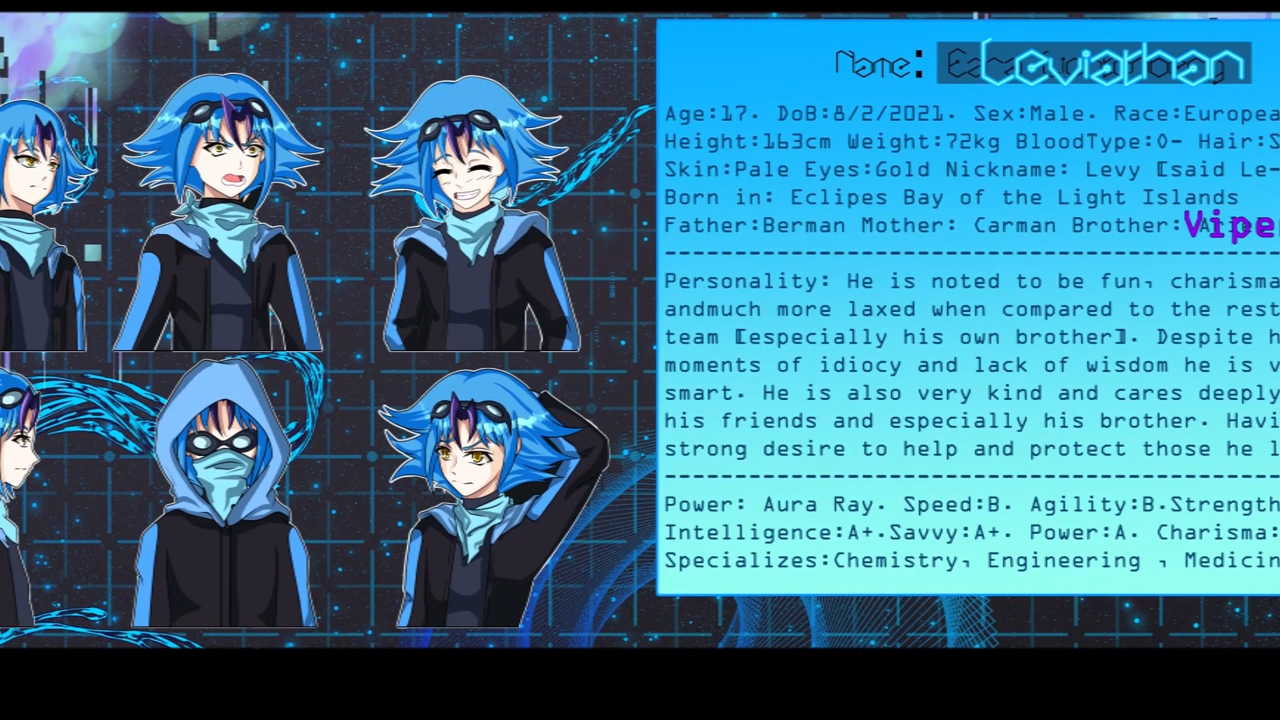 Name: Leviathan
Age:17. DoB:8/2/2021. Sex:Male. Race:Europea
Height:163cm Weight:72kg BloodType:O- Hair:S
Skin:Pale Eyes:Gold Nickname: Levy [said Le-
Born in: Eclipes Bay of the Light Islands
Father:Berman Mother: Carman Brother: Viper
--------------------------------------------
Personality: He is noted to be fun, charisma
andmuch more laxed when compared to the rest
team [especially his own brother]. Despite h
moments of idiocy and lack of wisdom he is v
smart. He is also very kind and cares deeply
his friends and especially his brother. Havi
strong desire to help and protect those he l
--------------------------------------------
Power: Aura Ray. Speed:B. Agility:B.Strength
Intelligence:A+.Savvy:A+. Power:A. Charisma:
Specializes:Chemistry, Engineering , Medicin